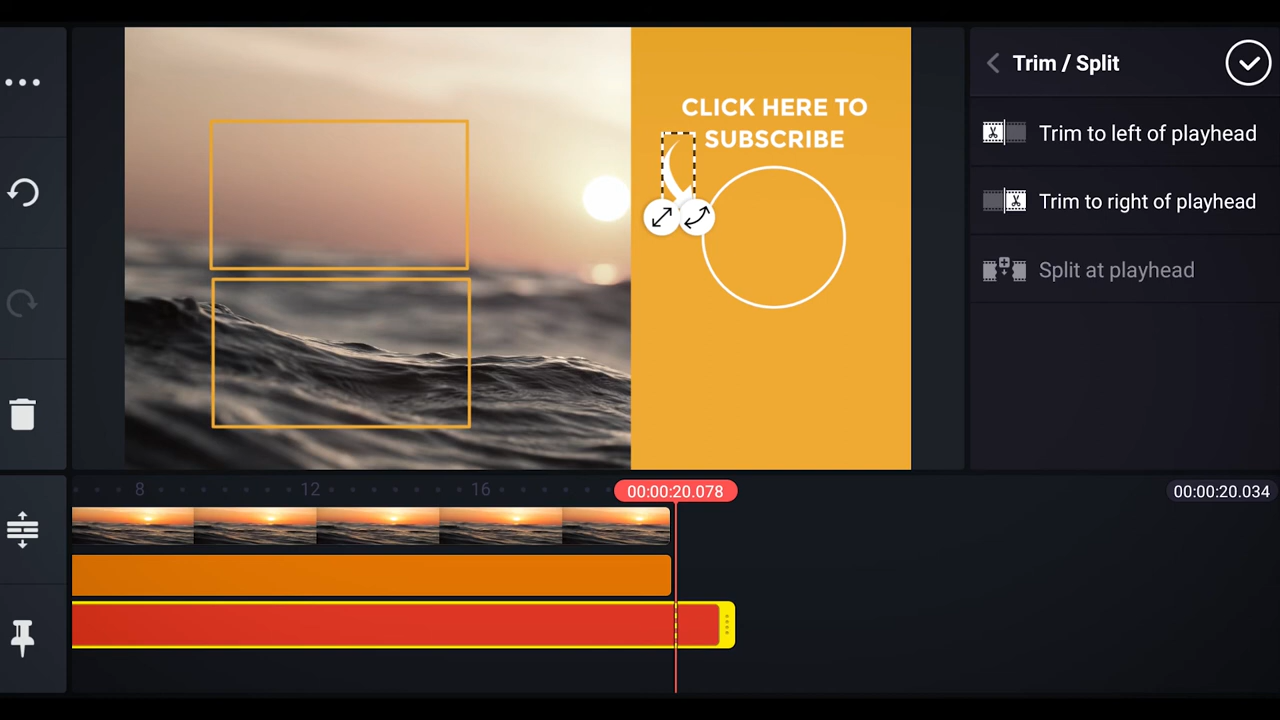 Trim / Split
CLICK HERE TO
SUBSCRIBE
Trim to left of playhead
Trim to right of playhead
Split at playhead
8
12
16
00:00:20.078
00:00:20.034